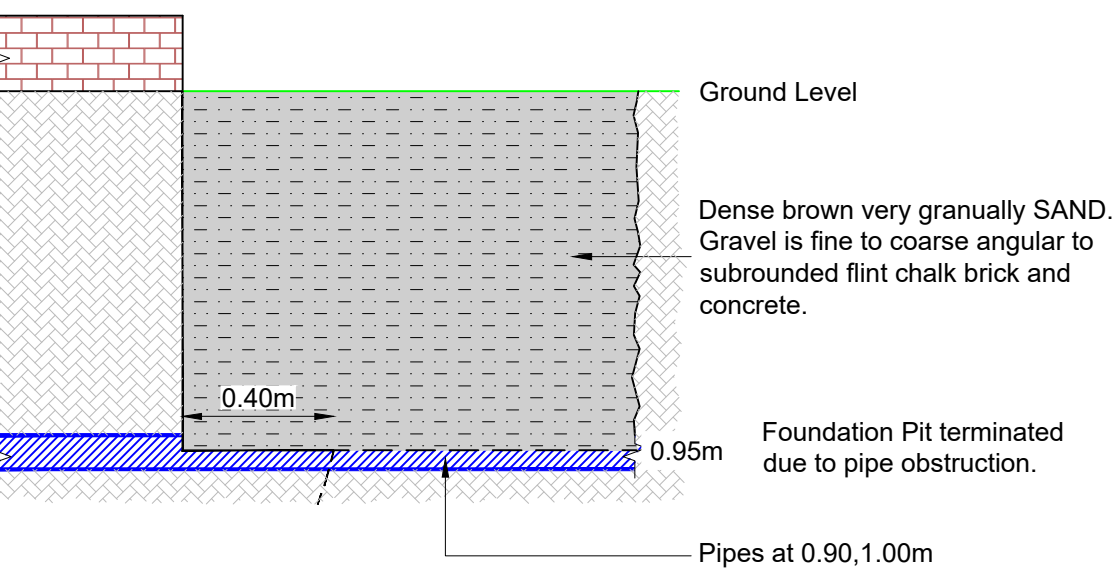 Ground Level
Dense brown very granually SAND.
Gravel is fine to coarse angular to
subrounded flint chalk brick and
concrete.
0.40m
0.95m
Foundation Pit terminated
due to pipe obstruction.
Pipes at 0.90,1.00m